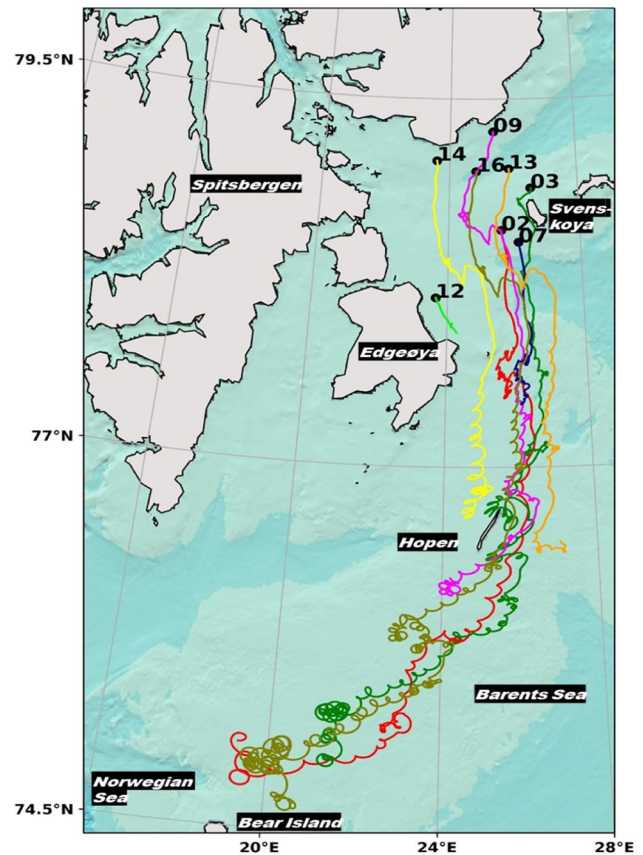 79.5°N
09
14
16
13
03
Spitsbergen
Svens-
koya
02
07
12
Edgeøya
77°N
Hopen
Barents Sea
Norwegian
Sea
74.5°N
Bear Island
20°E
24°E
28°E